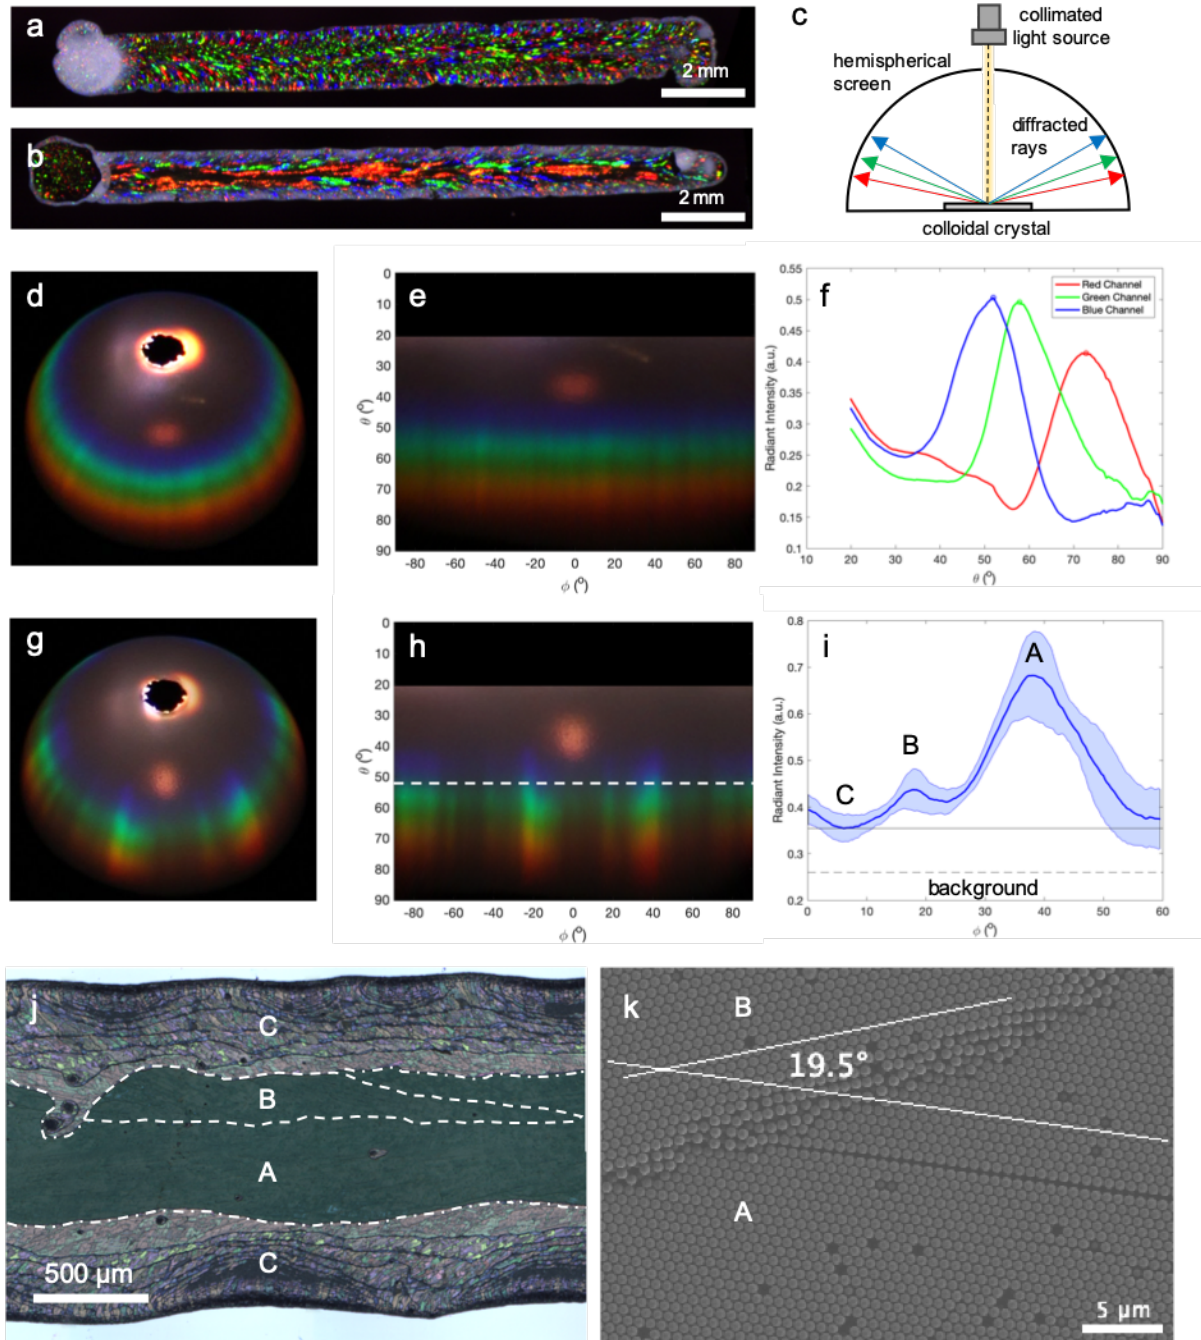 a
2 mm
b
2 mm
c
collimated
light source
hemispherical
screen
diffracted
rays
colloidal crystal
d
e
0
10
20
30
40
50
60
70
80
90
θ (°)
-80
-60
-40
-20
0
20
40
60
80
ϕ (°)
f
0.55
0.5
0.45
0.4
0.35
0.3
0.25
0.2
0.15
0.1
Radiant Intensity (a.u.)
Red Channel
Green Channel
Blue Channel
10
20
30
40
50
60
70
80
90
θ (°)
g
h
0
10
20
30
40
50
60
70
80
90
θ (°)
-80
-60
-40
-20
0
20
40
60
80
ϕ (°)
i
0.8
0.7
0.6
0.5
0.4
0.3
0.2
Radiant Intensity (a.u.)
A
B
C
background
0
10
20
30
40
50
60
ϕ (°)
j
C
B
A
C
500 µm
k
B
19.5°
A
5 µm